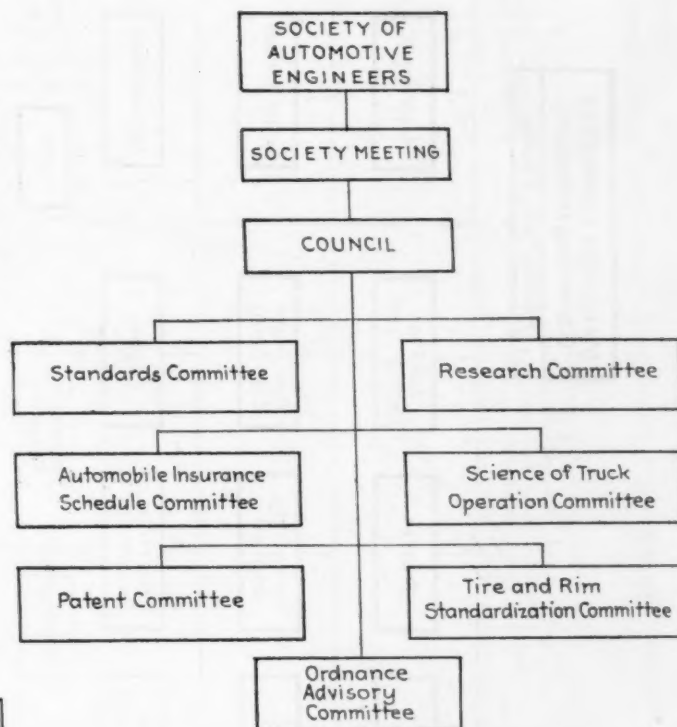 SOCIETY OF
AUTOMOTIVE
ENGINEERS
SOCIETY MEETING
COUNCIL
Standards Committee
Research Committee
Automobile Insurance
Schedule Committee
Science of Truck
Operation Committee
Patent Committee
Tire and Rim
Standardization Committee
Ordnance
Advisory
Committee